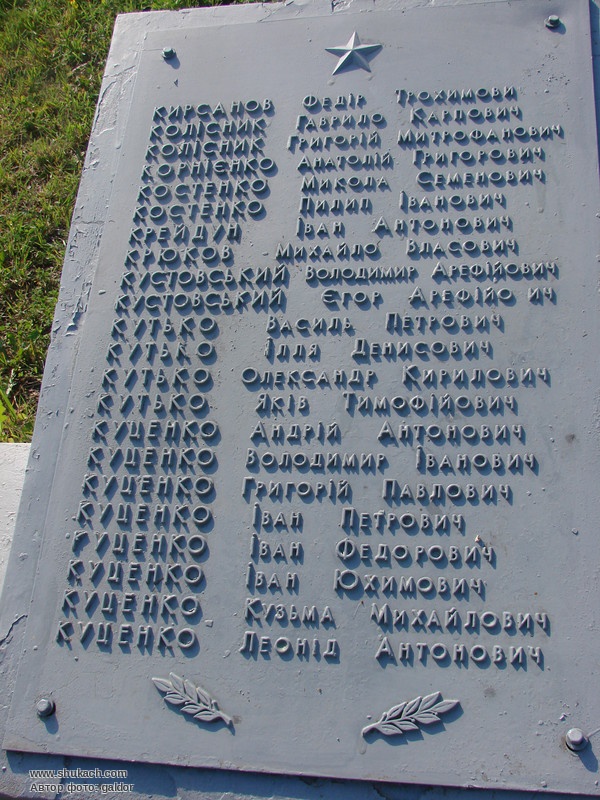 КИРСАНОВ ФЕДІР ТРОХИМОВИ
КОЛІСНИК ГАВРИЛО КАРЛОВИЧ
КОЛІСНИК ГРИГОРІЙ МИТРОФАНОВИЧ
КОРНІЄНКО АНАТОЛІЙ ГРИГОРОВИЧ
КОСТЕНКО МИКОЛА СЕМЕНОВИЧ
КОСТЕНКО ПИЛИП ІВАНОВИЧ
КРЕЙДУН ІВАН АНТОНОВИЧ
КРЮКОВ МИХАЙЛО ВЛАСОВИЧ
КУСТОВСЬКИЙ ВОЛОДИМИР АРЕФІЙОВИЧ
КУСТОВСЬКИЙ ЄГОР АРЕФІЙО ИЧ
КУТЬКО ВАСИЛЬ ПЕТРОВИЧ
КУТЬКО ІЛЛЯ ДЕНИСОВИЧ
КУТЬКО ОЛЕКСАНДР КИРИЛОВИЧ
КУТЬКО ЯКІВ ТИМОФІЙОВИЧ
КУЦЕНКО АНДРІЙ АНТОНОВИЧ
КУЦЕНКО ВОЛОДИМИР ІВАНОВИЧ
КУЦЕНКО ГРИГОРІЙ ПАВЛОВИЧ
КУЦЕНКО ІВАН ПЕТРОВИЧ
КУЦЕНКО ІВАН ФЕДОРОВИЧ
КУЦЕНКО ІВАН ЮХИМОВИЧ
КУЦЕНКО КУЗЬМА МИХАЙЛОВИЧ
КУЦЕНКО ЛЕОНІД АНТОНОВИЧ
www.shukach.com
Автор фото: galdor